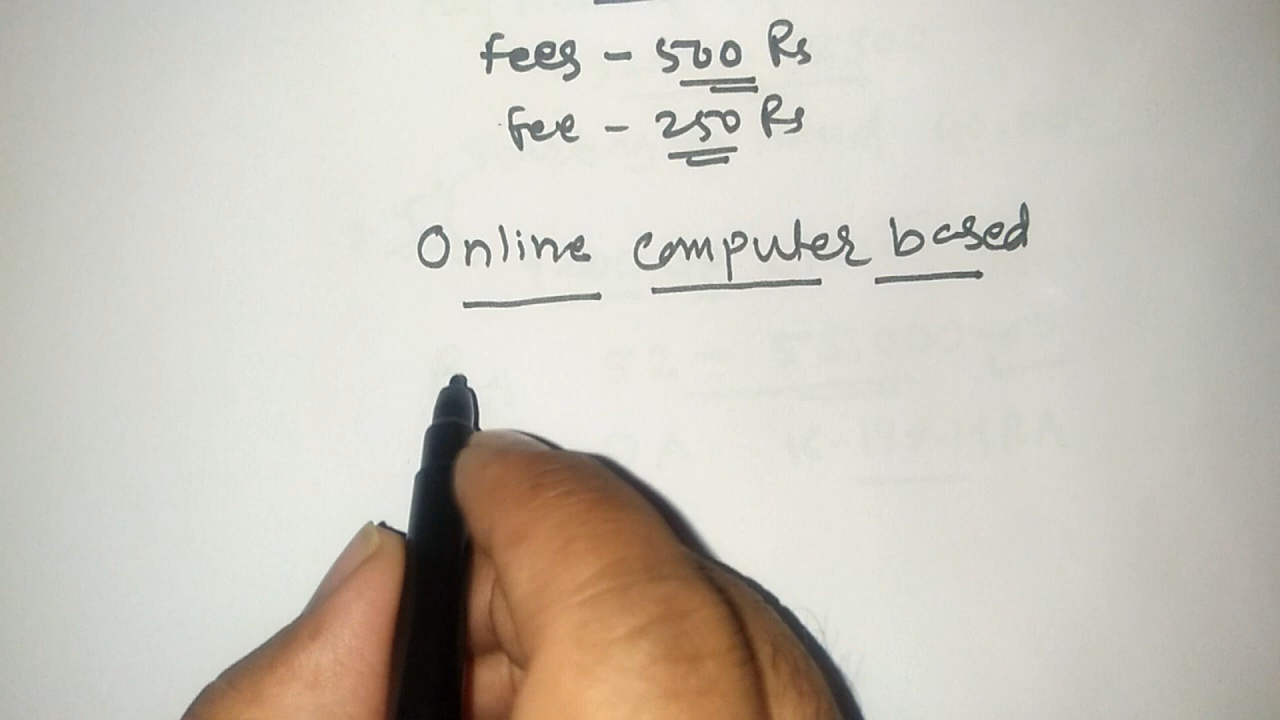 fees - 500 Rs
fee - 250 Rs
Online computer based